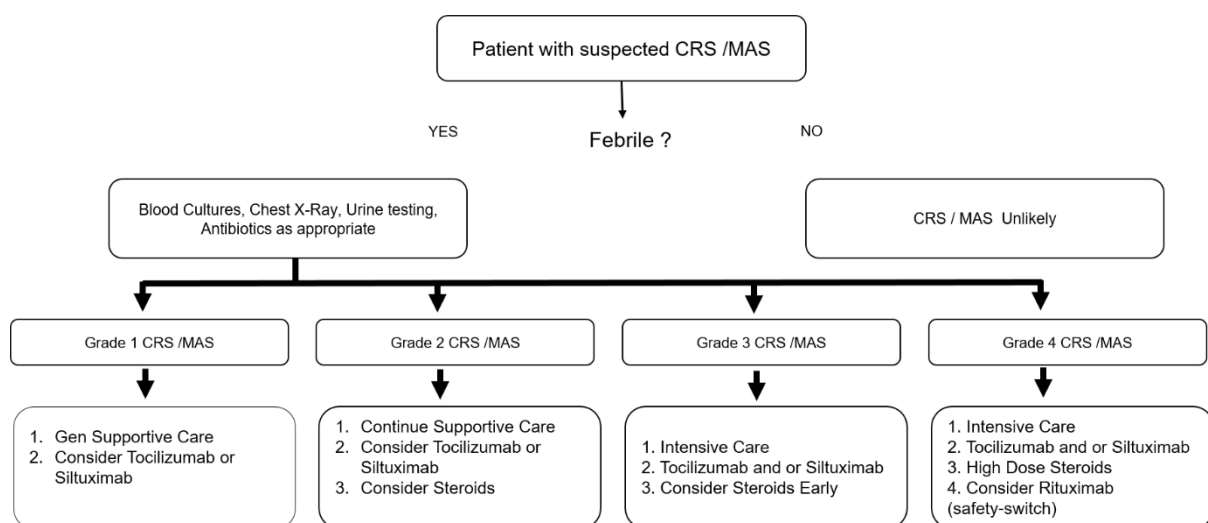 Patient with suspected CRS /MAS
YES
Febrile ?
NO
Blood Cultures, Chest X-Ray, Urine testing,
Antibiotics as appropriate
CRS / MAS Unlikely
Grade 1 CRS /MAS
Grade 2 CRS /MAS
Grade 3 CRS /MAS
Grade 4 CRS /MAS
1. Gen Supportive Care
2. Consider Tocilizumab or
Siltuximab
1. Continue Supportive Care
2. Consider Tocilizumab or
Siltuximab
3. Consider Steroids
1. Intensive Care
2. Tocilizumab and or Siltuximab
3. Consider Steroids Early
1. Intensive Care
2. Tocilizumab and or Siltuximab
3. High Dose Steroids
4. Consider Rituximab
(safety-switch)